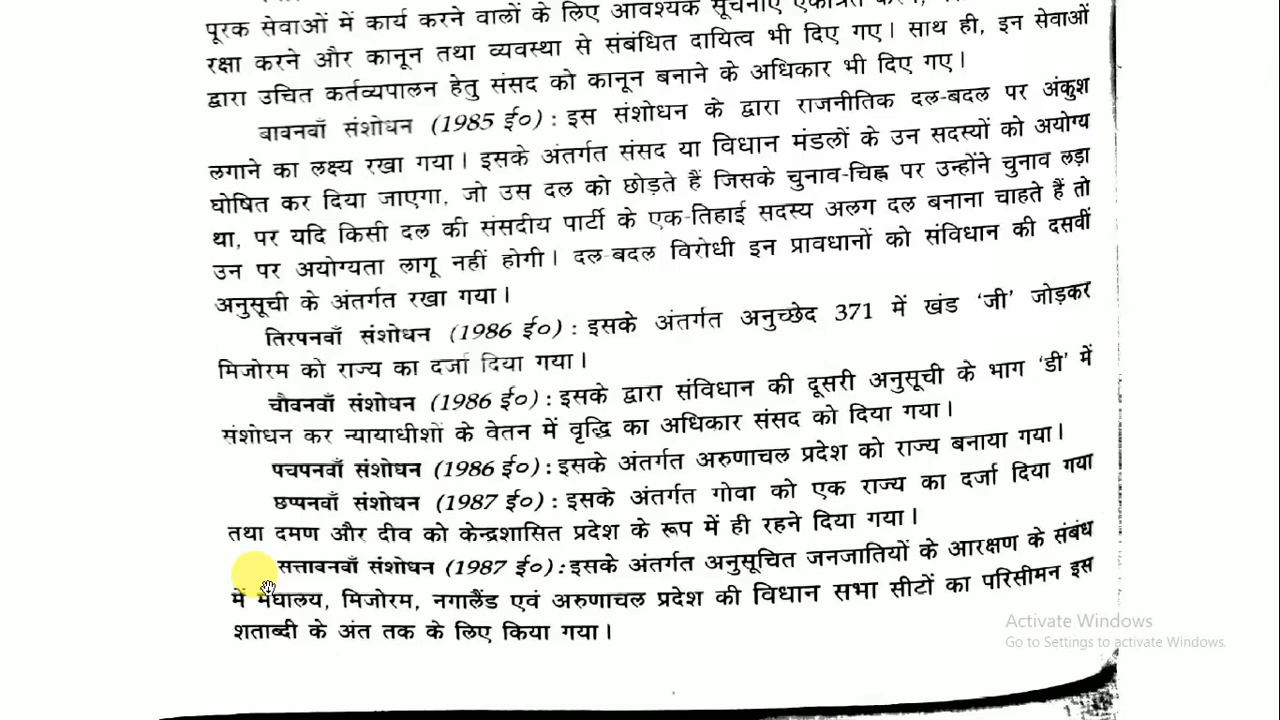 पूरक सेवाओं में कार्य करने वालों के लिए आवश्यक सूचनाएँ एकत्रित
रक्षा करने और कानून तथा व्यवस्था से संबंधित दायित्व भी दिए गए। साथ ही, इन सेवाओं
द्वारा उचित कर्तव्यपालन हेतु संसद को कानून बनाने के अधिकार भी दिए गए।
बावनवाँ संशोधन (1985 ई०) : इस संशोधन के द्वारा राजनीतिक दल-बदल पर अंकुश
लगाने का लक्ष्य रखा गया। इसके अंतर्गत संसद या विधान मंडलों के उन सदस्यों को अयोग्य
घोषित कर दिया जाएगा, जो उस दल को छोड़ते हैं जिसके चुनाव-चिह्न पर उन्होंने चुनाव लड़ा
था, पर यदि किसी दल की संसदीय पार्टी के एक-तिहाई सदस्य अलग दल बनाना चाहते हैं तो
उन पर अयोग्यता लागू नहीं होगी। दल-बदल विरोधी इन प्रावधानों को संविधान की दसवीं
अनुसूची के अंतर्गत रखा गया।
तिरपनवाँ संशोधन (1986 ई०) : इसके अंतर्गत अनुच्छेद 371 में खंड 'जी' जोड़कर
मिजोरम को राज्य का दर्जा दिया गया।
चौवनवाँ संशोधन (1986 ई०) : इसके द्वारा संविधान की दूसरी अनुसूची के भाग 'डी' में
संशोधन कर न्यायाधीशों के वेतन में वृद्धि का अधिकार संसद को दिया गया।
पचपनवाँ संशोधन (1986 ई०) : इसके अंतर्गत अरुणाचल प्रदेश को राज्य बनाया गया।
छप्पनवाँ संशोधन (1987 ई०) : इसके अंतर्गत गोवा को एक राज्य का दर्जा दिया गया
तथा दमण और दीव को केन्द्रशासित प्रदेश के रूप में ही रहने दिया गया।
सत्तावनवाँ संशोधन (1987 ई०) : इसके अंतर्गत अनुसूचित जनजातियों के आरक्षण के संबंध
में मेघालय, मिजोरम, नगालैंड एवं अरुणाचल प्रदेश की विधान सभा सीटों का परिसीमन इस
शताब्दी के अंत तक के लिए किया गया।
Activate Windows
Go to Settings to activate Windows.